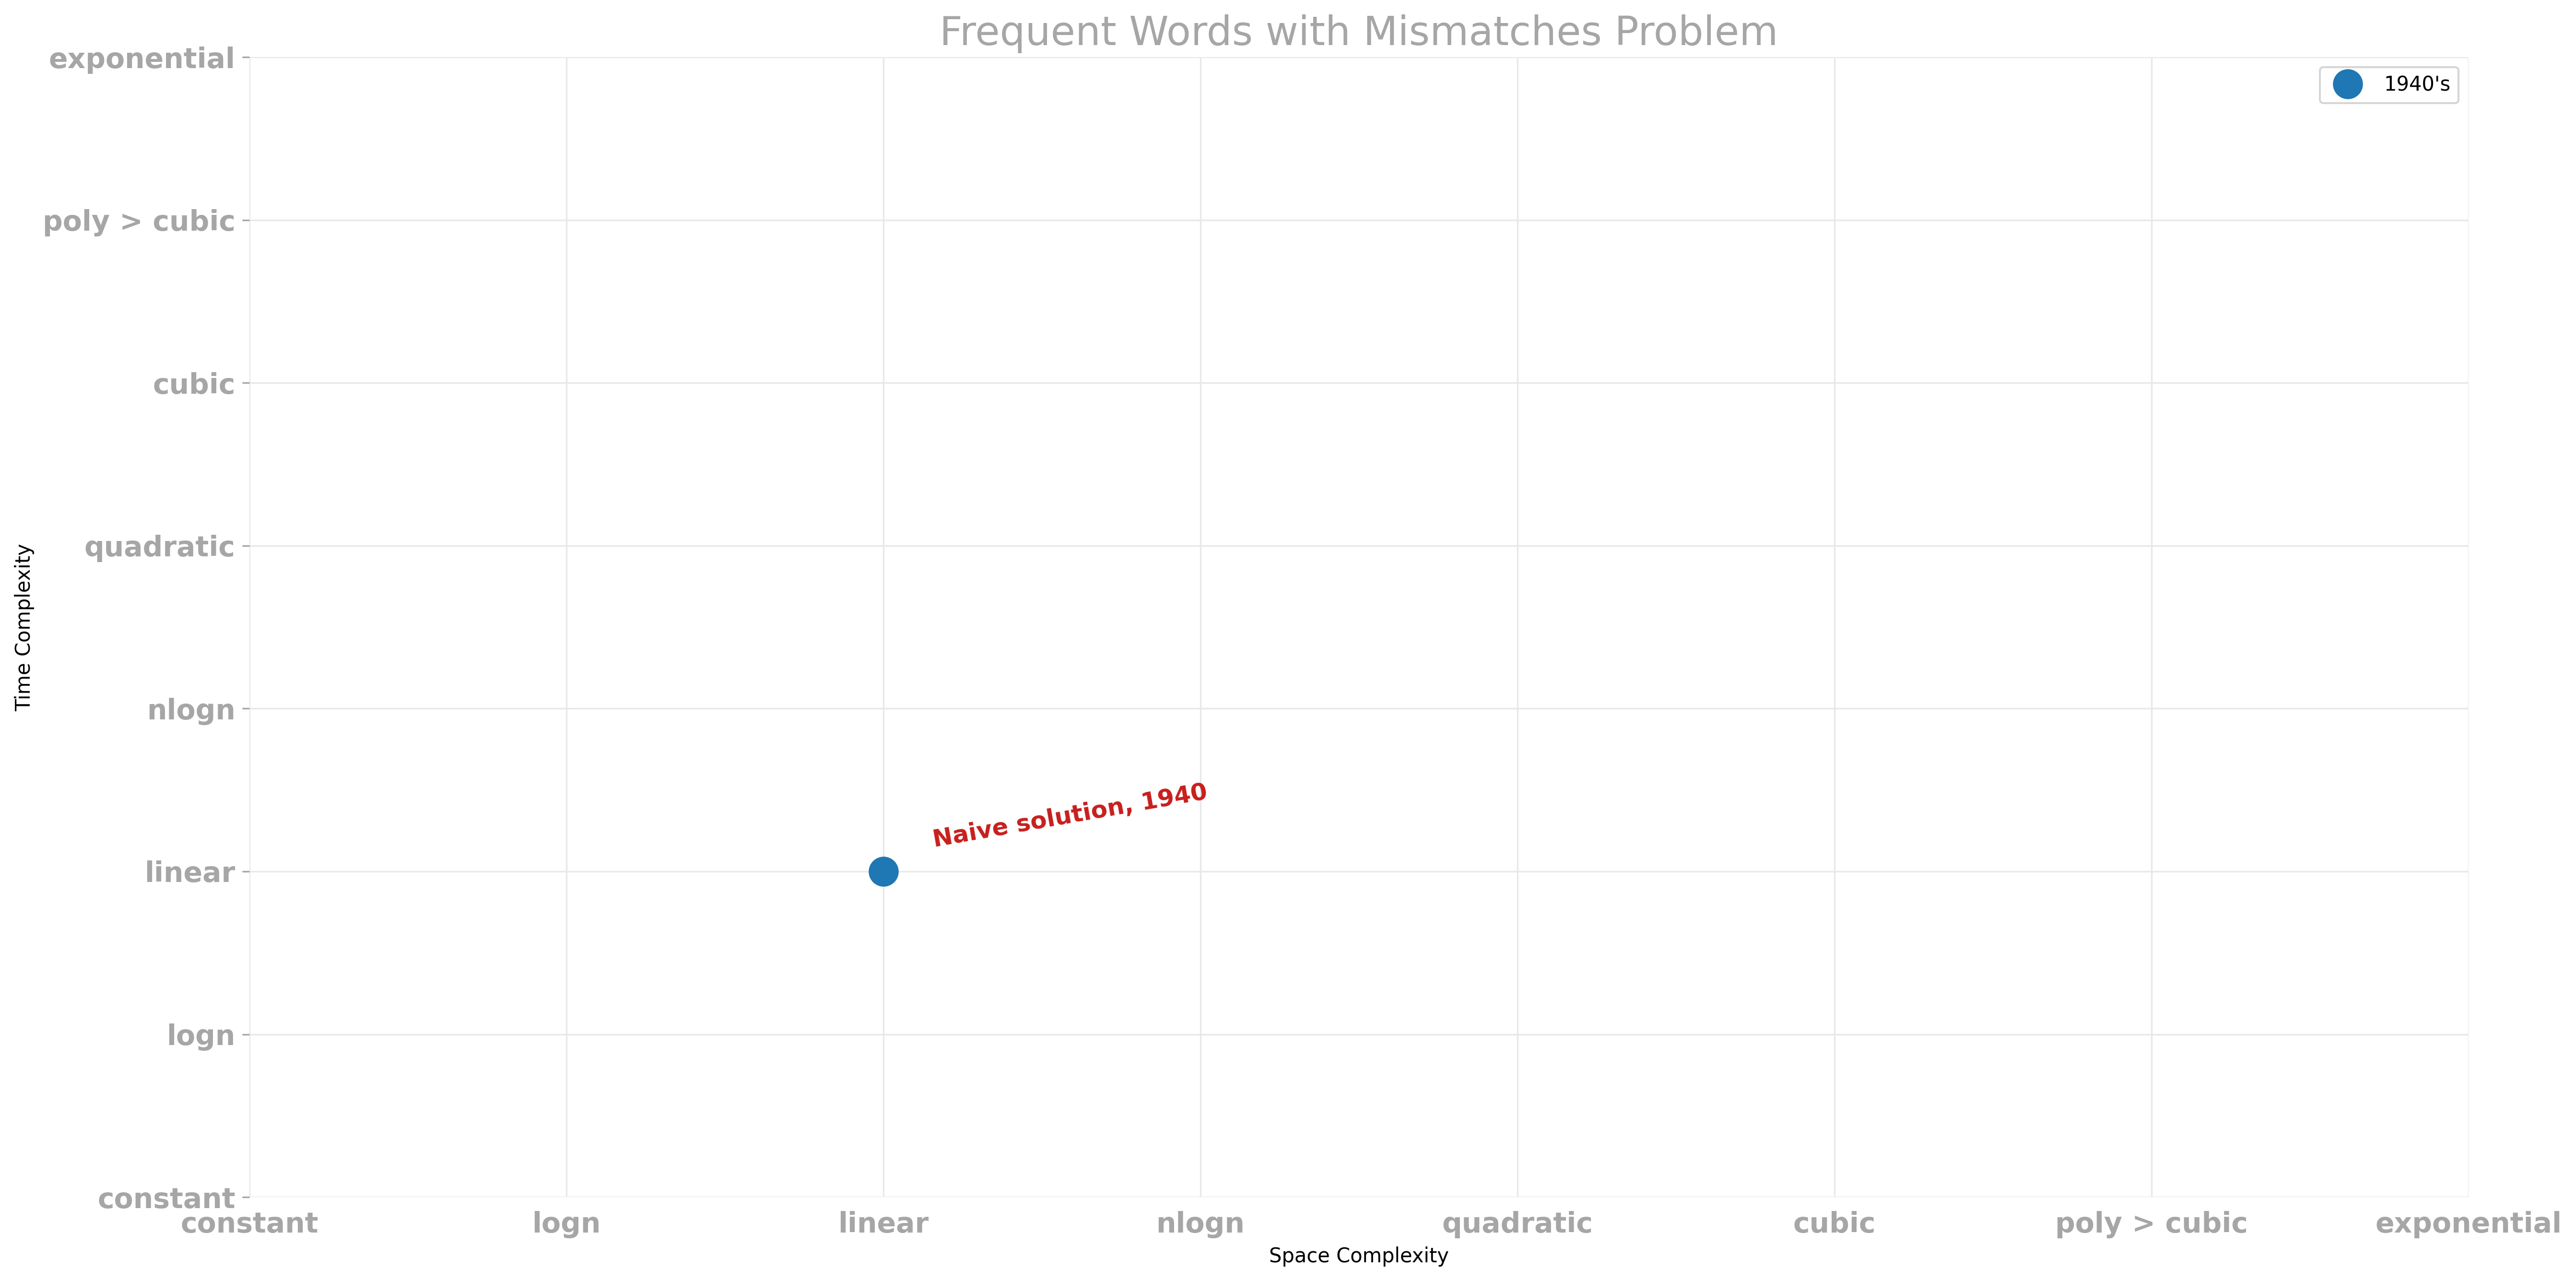 Frequent Words with Mismatches Problem
1940's
Time Complexity
exponential
poly > cubic
cubic
quadratic
nlogn
linear
logn
constant
Naive solution, 1940
constant
logn
linear
nlogn
quadratic
cubic
poly > cubic
exponential
Space Complexity